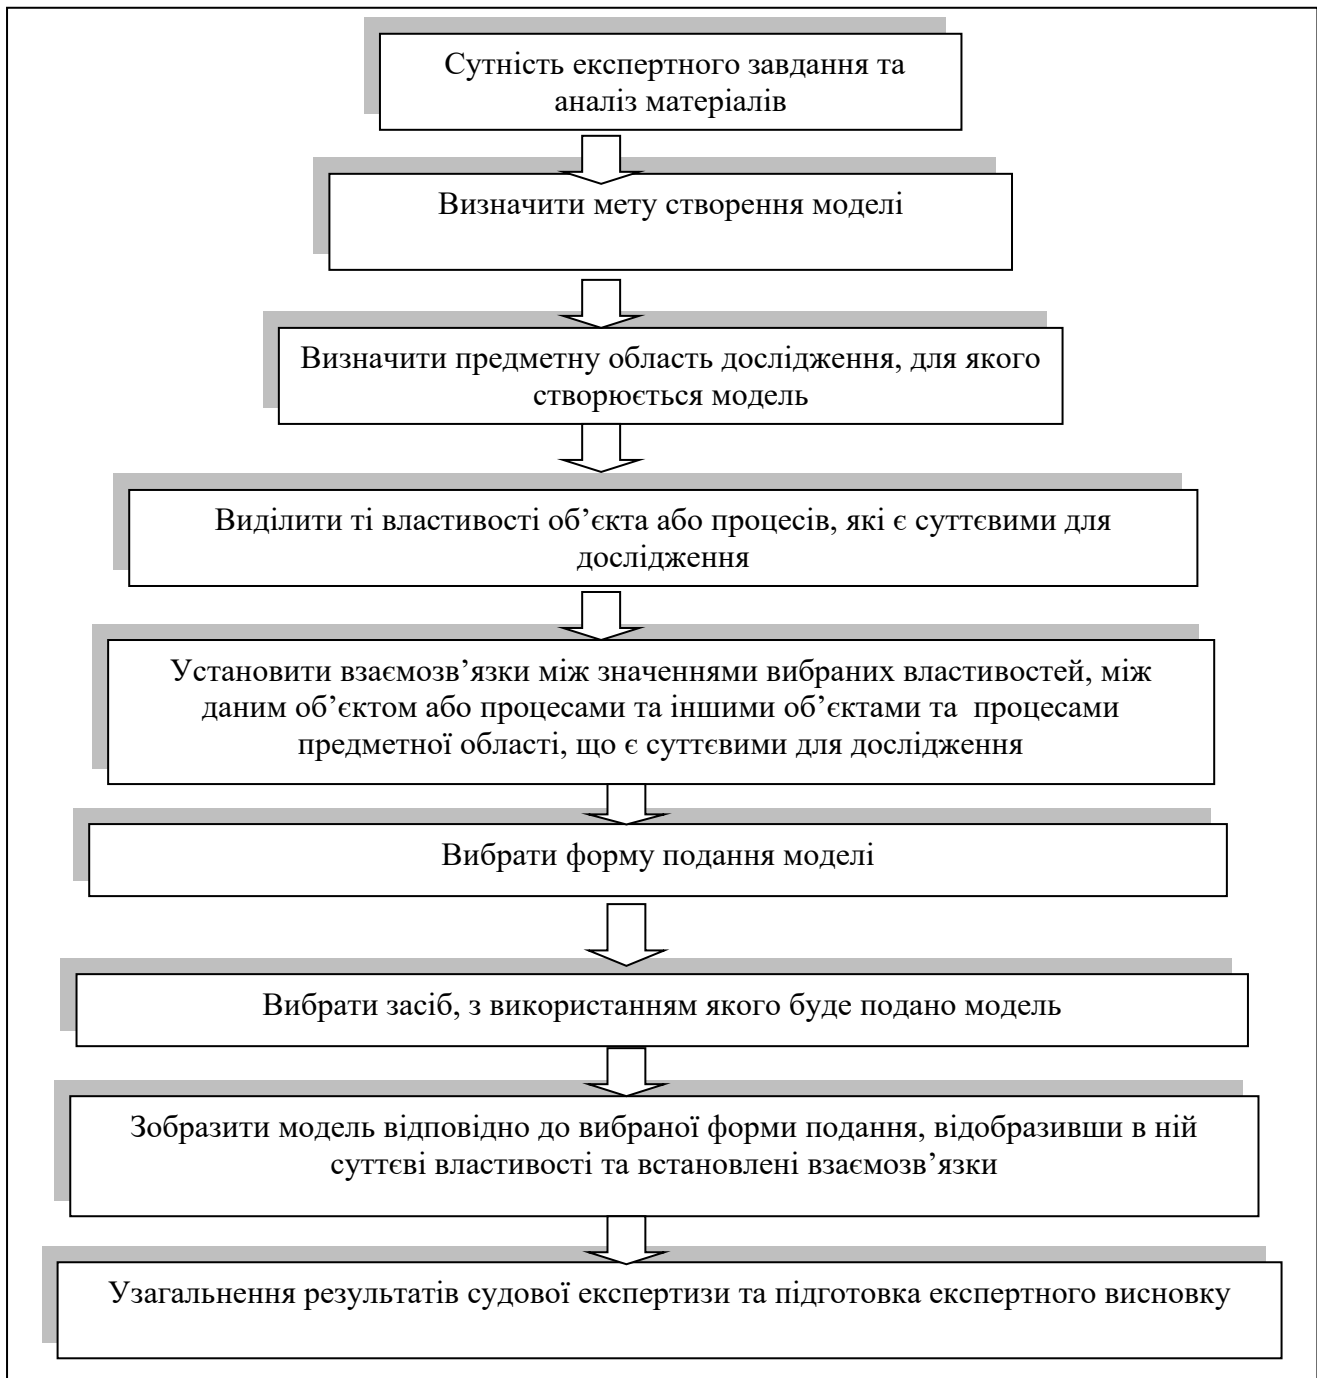 Сутність експертного завдання та
аналіз матеріалів
Визначити мету створення моделі
Визначити предметну область дослідження, для якого
створюється модель
Виділити ті властивості об’єкта або процесів, які є суттєвими для
дослідження
Установити взаємозв’язки між значеннями вибраних властивостей, між
даним об’єктом або процесами та іншими об’єктами та  процесами
предметної області, що є суттєвими для дослідження
Вибрати форму подання моделі
Вибрати засіб, з використанням якого буде подано модель
Зобразити модель відповідно до вибраної форми подання, відобразивши в ній
суттєві властивості та встановлені взаємозв’язки
Узагальнення результатів судової експертизи та підготовка експертного висновку